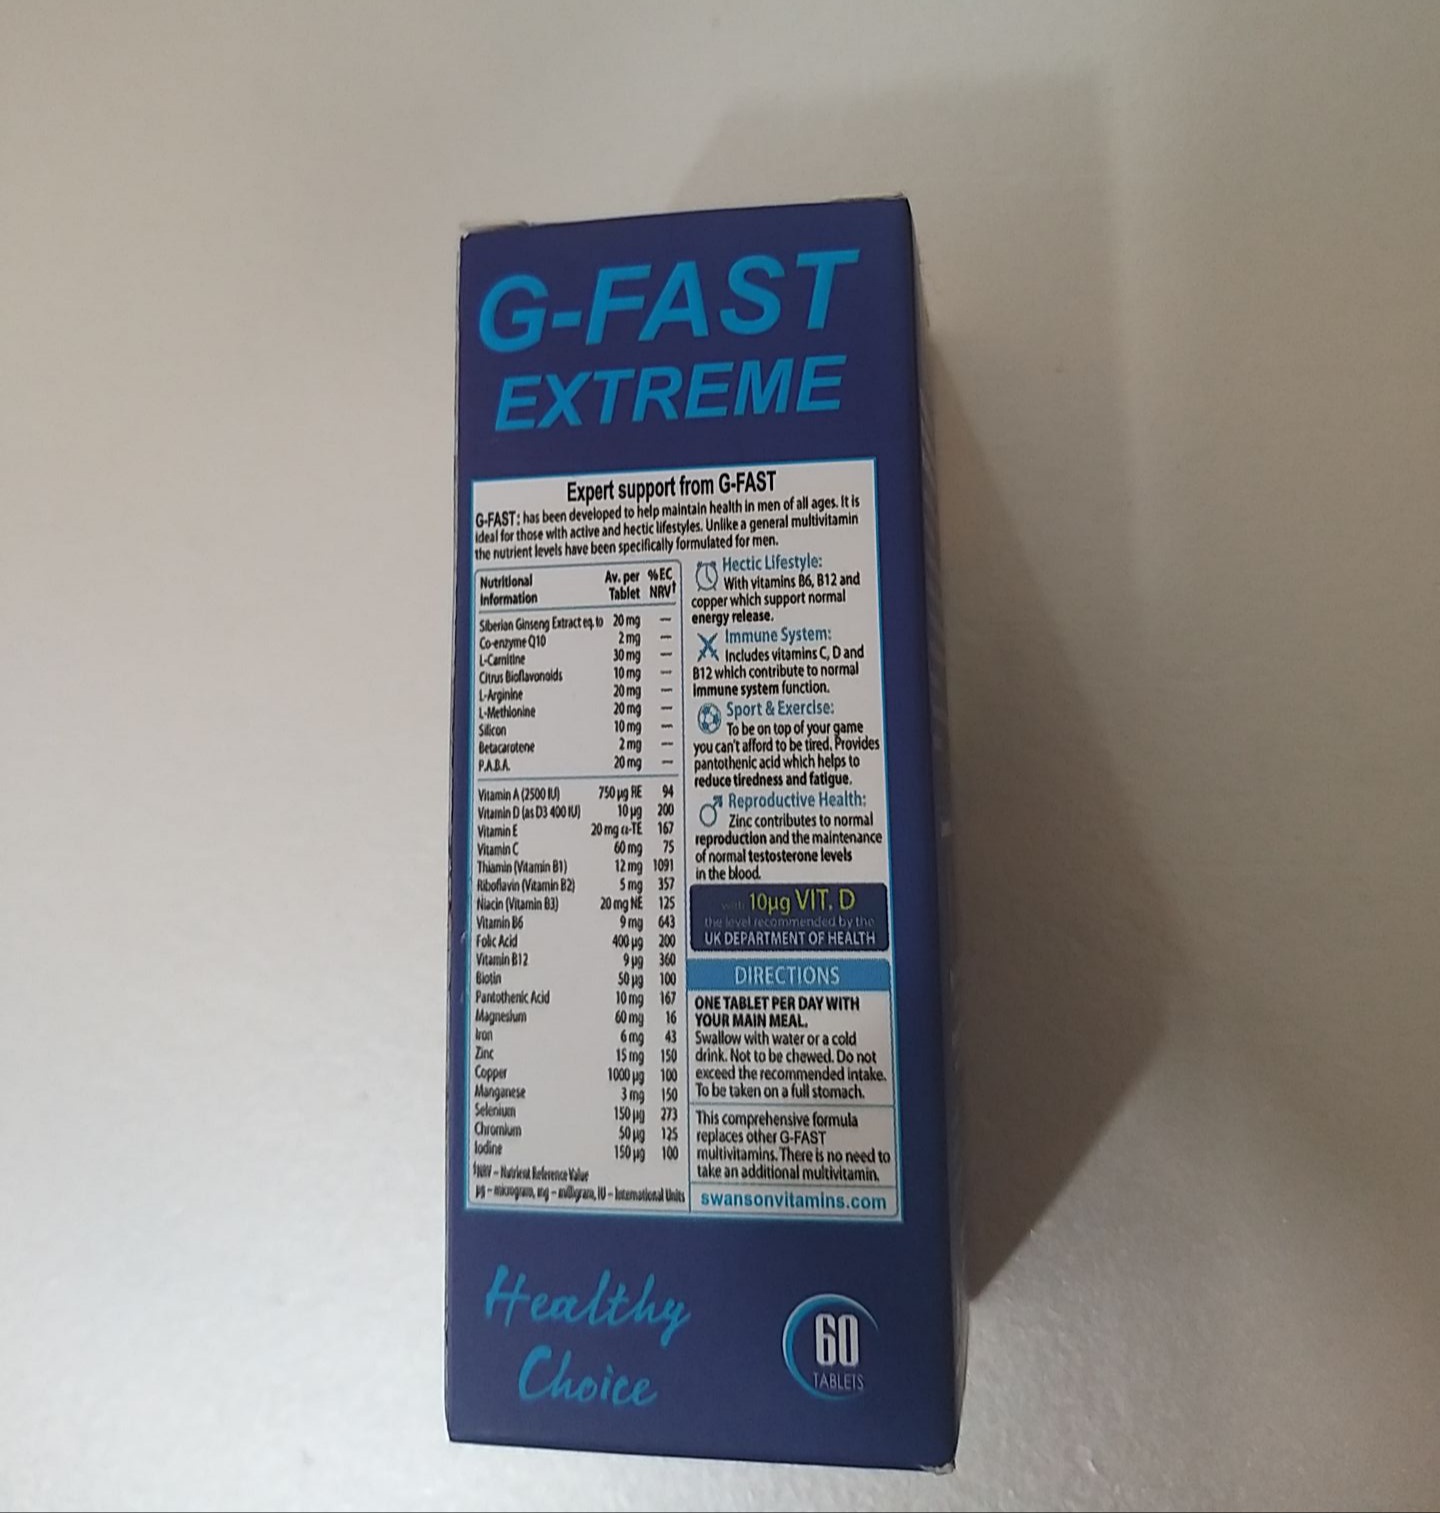 G-FAST
EXTREME
Expert support from G-FAST
G-FAST: has been developed to help maintain health in men of all ages. It is
ideal for those with active and hectic lifestyles. Unlike a general multivitamin
the nutrient levels have been specifically formulated for men.
Nutritional Information Av. per Tablet %EC NRV†
Siberian Ginseng Extract eq. to 20 mg —
Co-enzyme Q10 2 mg —
L-Carnitine 30 mg —
Citrus Bioflavonoids 10 mg —
L-Arginine 20 mg —
L-Methionine 20 mg —
Silicon 10 mg —
Betacarotene 2 mg —
P.A.B.A. 20 mg —
Vitamin A (2500 IU) 750 µg RE 94
Vitamin D (as D3 400 IU) 10 µg 200
Vitamin E 20 mg α-TE 167
Vitamin C 60 mg 75
Thiamin (Vitamin B1) 12 mg 1091
Riboflavin (Vitamin B2) 5 mg 357
Niacin (Vitamin B3) 20 mg NE 125
Vitamin B6 9 mg 643
Folic Acid 400 µg 200
Vitamin B12 9 µg 360
Biotin 50 µg 100
Pantothenic Acid 10 mg 167
Magnesium 60 mg 16
Iron 6 mg 43
Zinc 15 mg 150
Copper 1000 µg 100
Manganese 3 mg 150
Selenium 150 µg 273
Chromium 50 µg 125
Iodine 150 µg 100
†NRV – Nutrient Reference Value
µg – microgram, mg – milligram, IU – International Units
Hectic Lifestyle:
With vitamins B6, B12 and
copper which support normal
energy release.
Immune System:
Includes vitamins C, D and
B12 which contribute to normal
immune system function.
Sport & Exercise:
To be on top of your game
you can't afford to be tired. Provides
pantothenic acid which helps to
reduce tiredness and fatigue.
Reproductive Health:
Zinc contributes to normal
reproduction and the maintenance
of normal testosterone levels
in the blood.
with 10µg VIT. D
the level recommended by the
UK DEPARTMENT OF HEALTH
DIRECTIONS
ONE TABLET PER DAY WITH
YOUR MAIN MEAL.
Swallow with water or a cold
drink. Not to be chewed. Do not
exceed the recommended intake.
To be taken on a full stomach.
This comprehensive formula
replaces other G-FAST
multivitamins. There is no need to
take an additional multivitamin.
swansonvitamins.com
Healthy
Choice
60
TABLETS